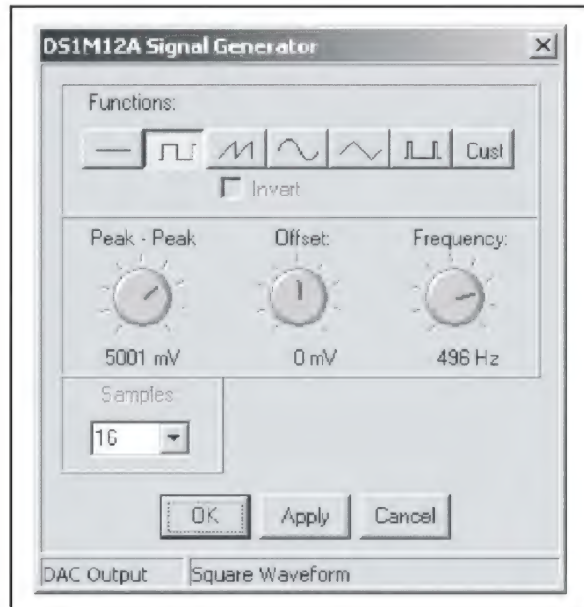 DS1M12A Signal Generator
Functions:
Cust
Invert
Peak - Peak
Offset:
Frequency:
5001 mV
0 mV
496 Hz
Samples
16
OK
Apply
Cancel
DAC Output
Square Waveform